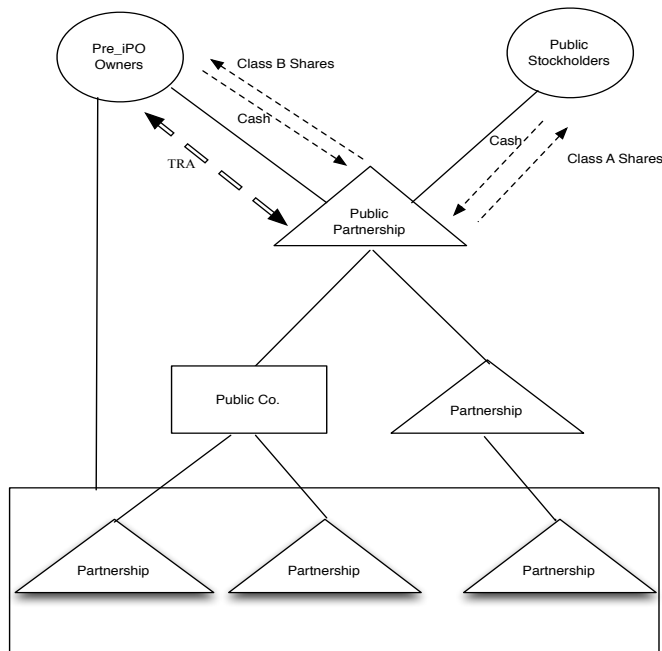 Pre_iPO
Owners
Public
Stockholders
Class B Shares
Cash
Cash
Class A Shares
TRA
Public
Partnership
Public Co.
Partnership
Partnership
Partnership
Partnership